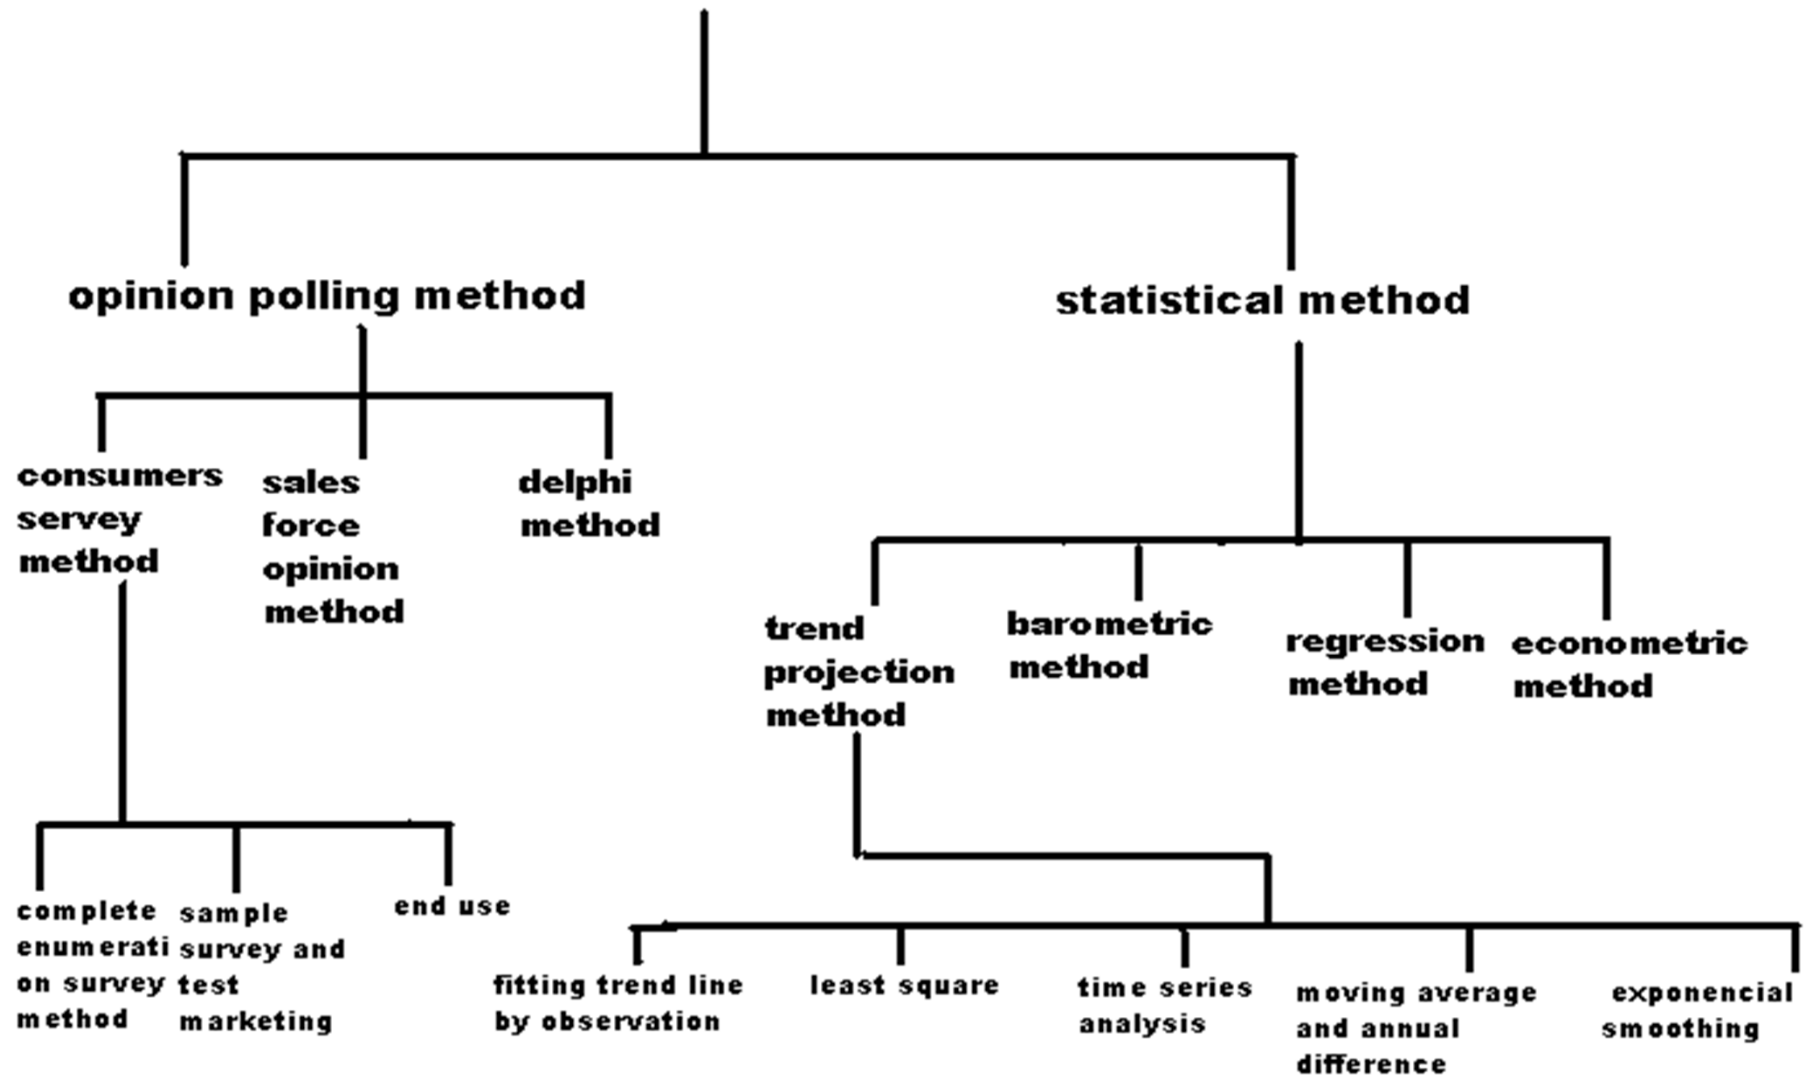 opinion polling method
statistical method
consumers
servey
method
sales
force
opinion
method
delphi
method
trend
projection
method
barometric
method
regression
method
econometric
method
complete
enumerati
on survey
method
sample
survey and
test
marketing
end use
fitting trend line
by observation
least square
time series
analysis
moving average
and annual
difference
exponencial
smoothing